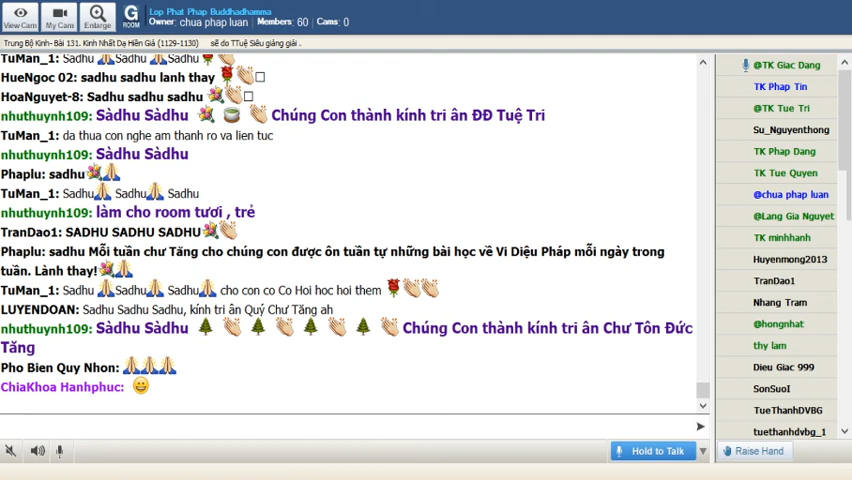 Lop Phat Phap Buddhadhamma
Owner: chua phap luan Members: 60 Cams: 0
View Cam My Cam Enlarge G ROOM
Trung Bộ Kinh- Bài 131. Kinh Nhất Dạ Hiền Giả (1129-1130) sẽ do TTuệ Siêu giảng giải .
TuMan_1: Sadhu Sadhu Sadhu
HueNgoc 02: sadhu sadhu lanh thay
HoaNguyet-8: Sadhu sadhu sadhu
nhuthuynh109: Sàdhu Sàdhu Chúng Con thành kính tri ân ĐĐ Tuệ Tri
TuMan_1: da thua con nghe am thanh ro va lien tuc
nhuthuynh109: Sàdhu Sàdhu
Phaplu: sadhu
TuMan_1: Sadhu Sadhu Sadhu
nhuthuynh109: làm cho room tươi , trẻ
TranDao1: SADHU SADHU SADHU
Phaplu: sadhu Mỗi tuần chư Tăng cho chúng con được ôn tuần tự những bài học về Vi Diệu Pháp mỗi ngày trong
tuần. Lành thay!
TuMan_1: Sadhu Sadhu Sadhu cho con co Co Hoi hoc hoi them
LUYENDOAN: Sadhu Sadhu Sadhu, kính tri ân Quý Chư Tăng ah
nhuthuynh109: Sàdhu Sàdhu Chúng Con thành kính tri ân Chư Tôn Đức
Tăng
Pho Bien Quy Nhon:
ChiaKhoa Hanhphuc:
Hold to Talk
Raise Hand
@TK Giac Dang
TK Phap Tin
@TK Tue Tri
Su_Nguyenthong
TK Phap Dang
TK Tue Quyen
@chua phap luan
@Lang Gia Nguyet
TK minhhanh
Huyenmong2013
TranDao1
Nhang Tram
@hongnhat
thy lam
Dieu Giac 999
SonSuoI
TueThanhDVBG
tuethanhdvbg_1